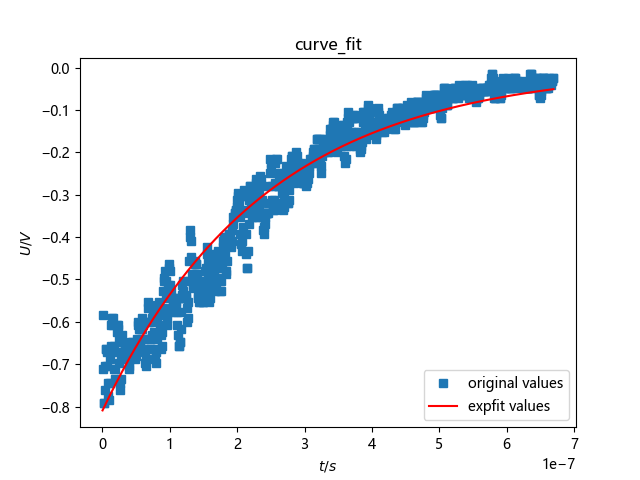 curve_fit
U/V
0.0
−0.1
−0.2
−0.3
−0.4
−0.5
−0.6
−0.7
−0.8
original values
expfit values
0 1 2 3 4 5 6 7
t/s
1e−7